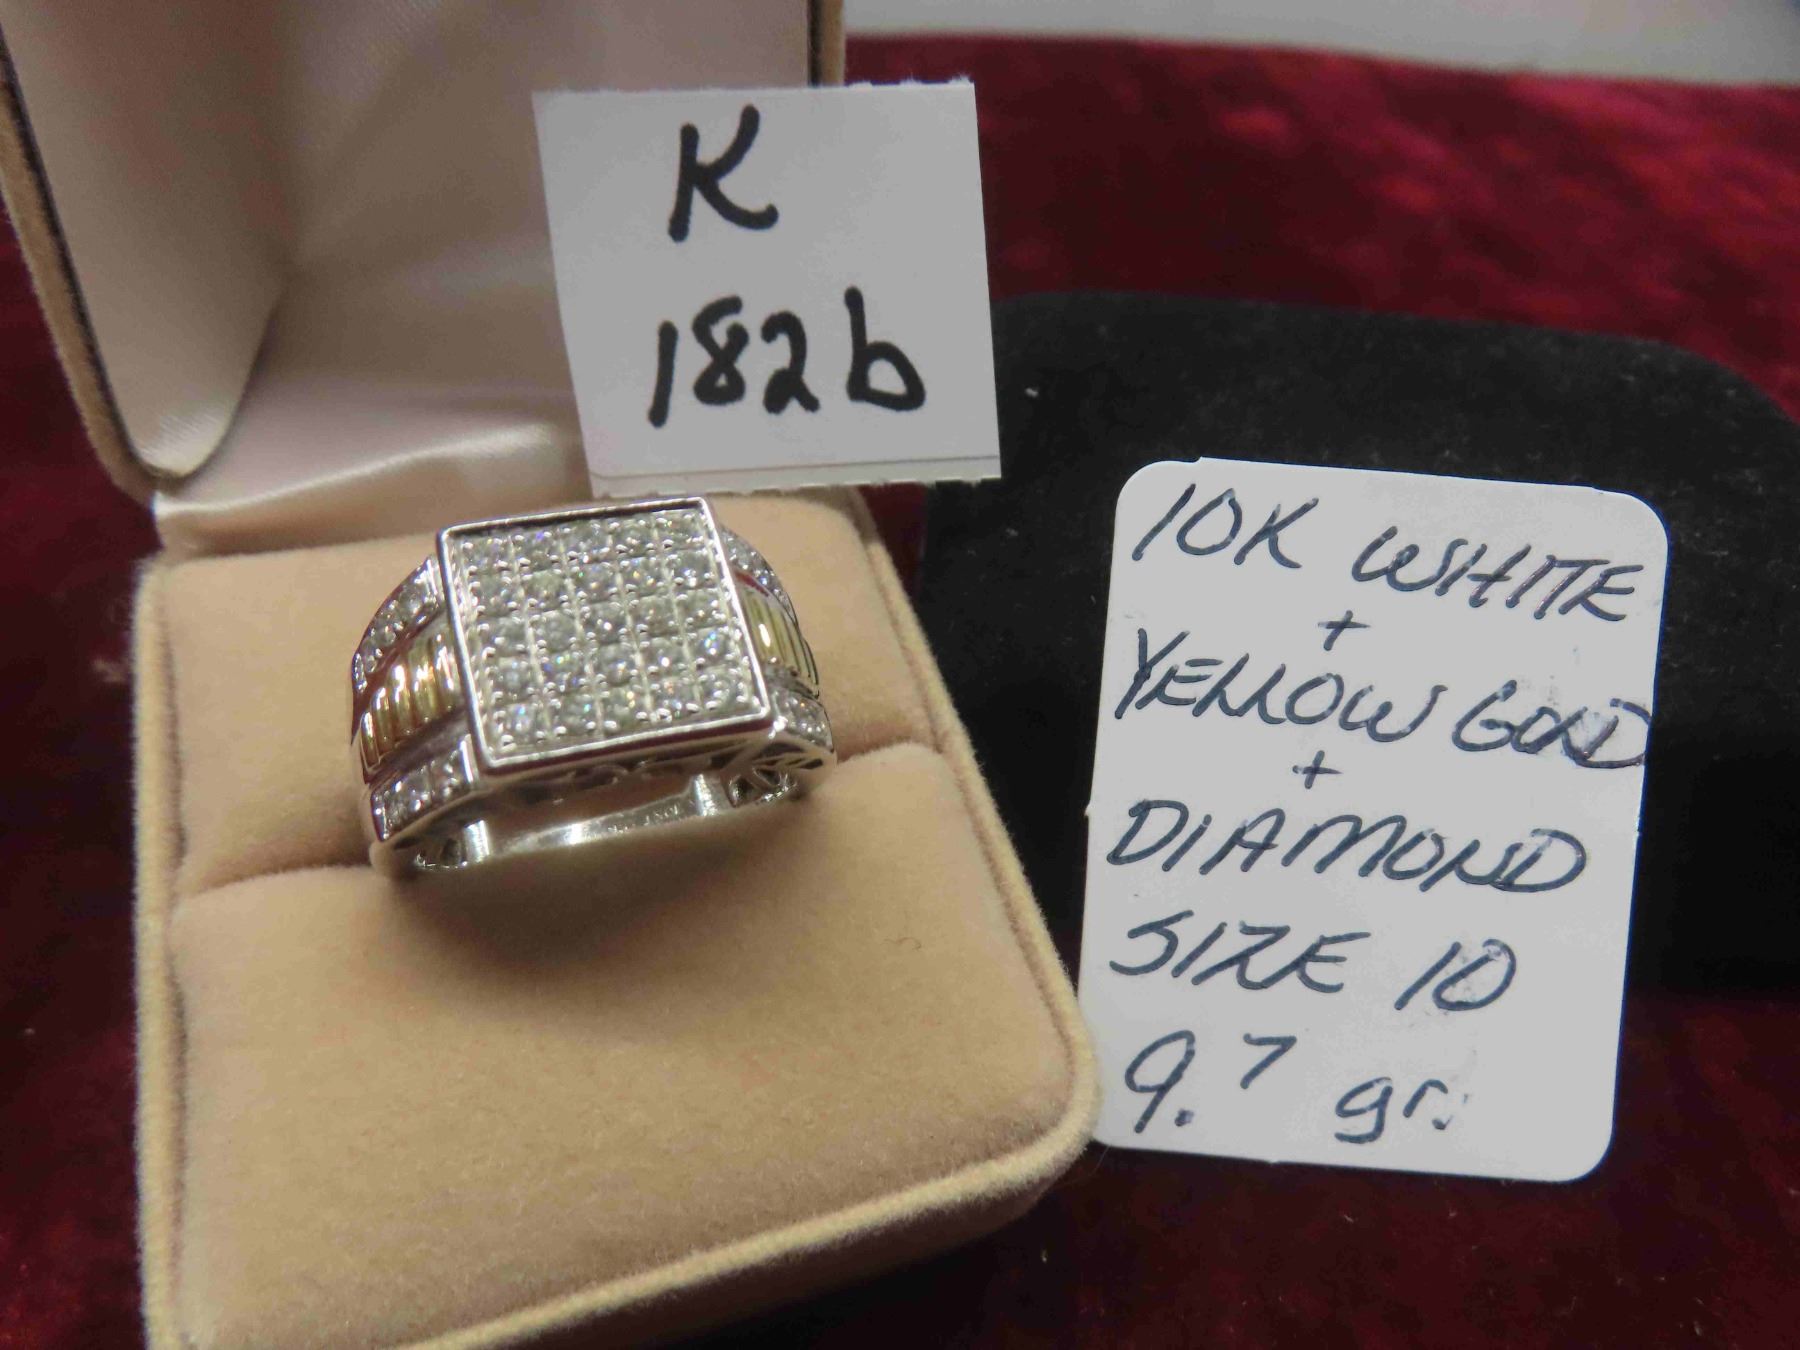 K
182b
10K WHITE
+
YELLOW GOLD
+
DIAMOND
SIZE 10
9.7 gr.